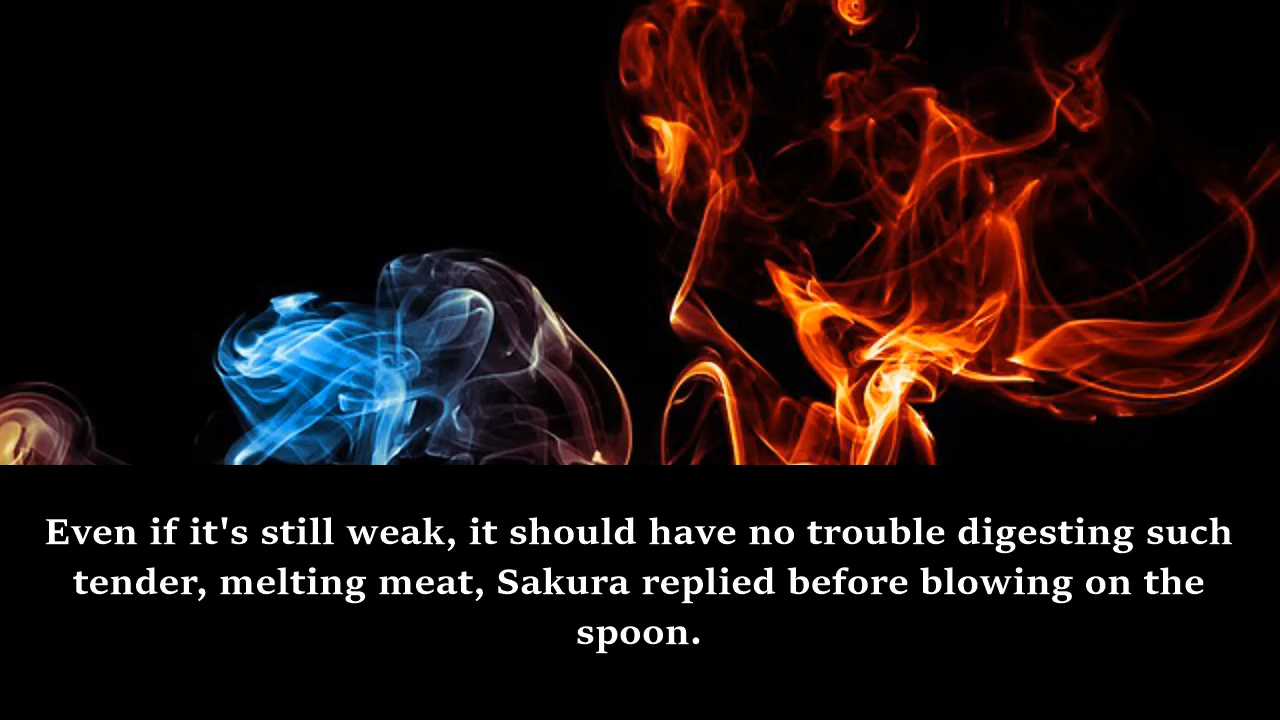 Even if it's still weak, it should have no trouble digesting such
tender, melting meat, Sakura replied before blowing on the
spoon.